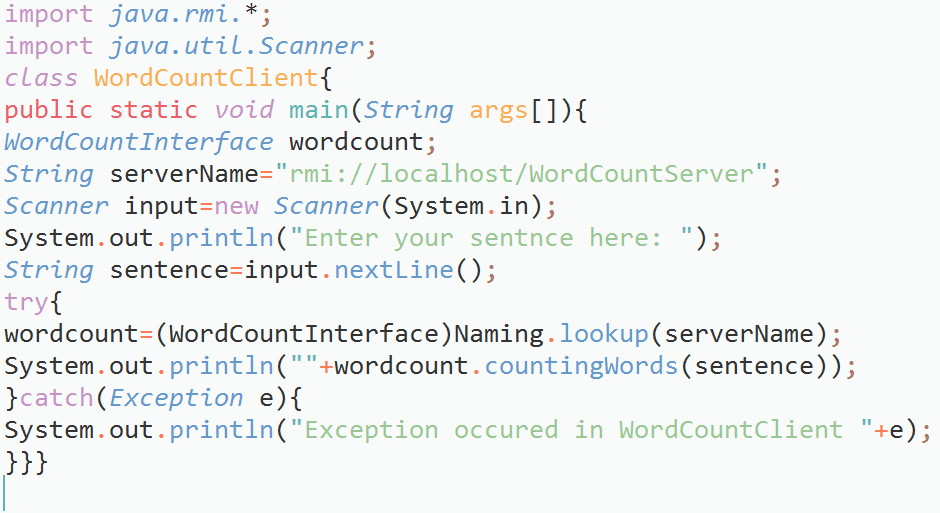 import java.rmi.*;
import java.util.Scanner;
class WordCountClient{
public static void main(String args[]){
WordCountInterface wordcount;
String serverName="rmi://localhost/WordCountServer";
Scanner input=new Scanner(System.in);
System.out.println("Enter your sentnce here: ");
String sentence=input.nextLine();
try{
wordcount=(WordCountInterface)Naming.lookup(serverName);
System.out.println(""+wordcount.countingWords(sentence));
}catch(Exception e){
System.out.println("Exception occured in WordCountClient "+e);
}}}